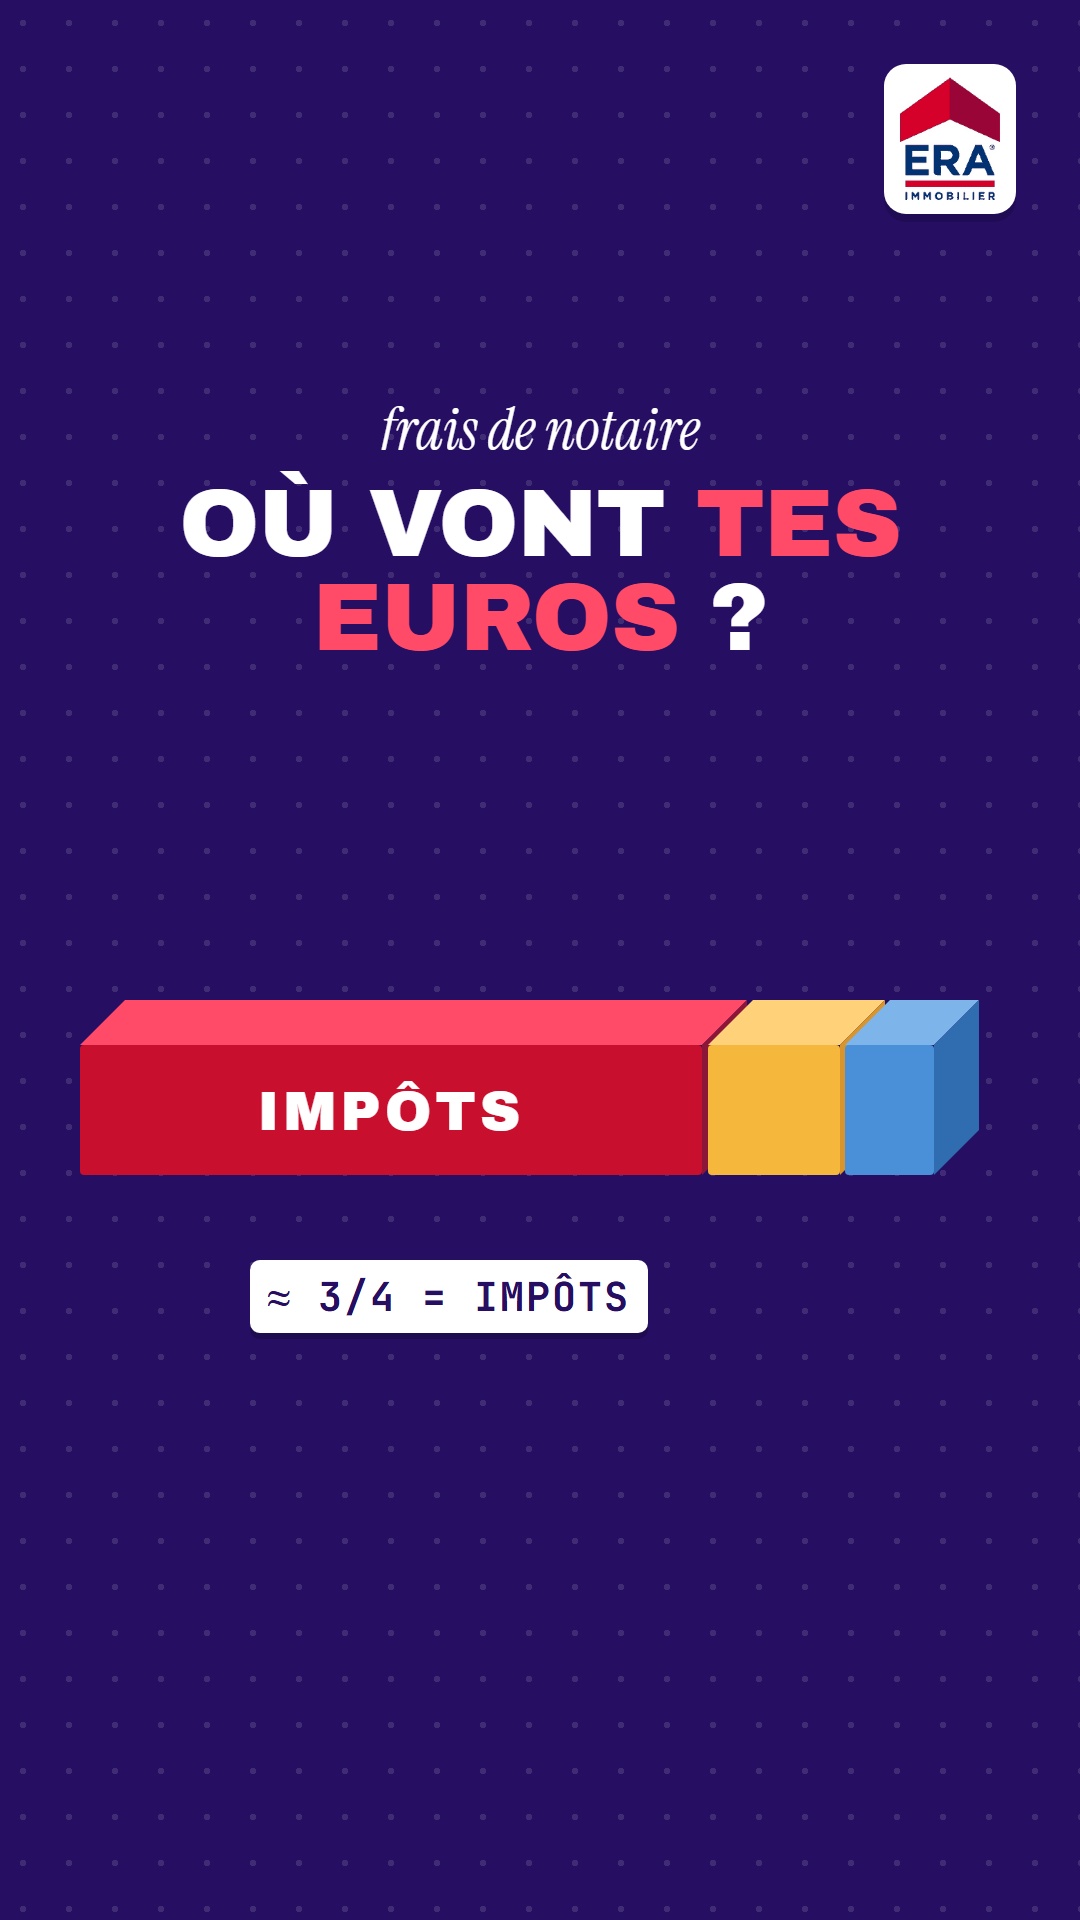 ERA®
IMMOBILIER
frais de notaire
OÙ VONT TES
EUROS ?
IMPÔTS
≈ 3/4 = IMPÔTS